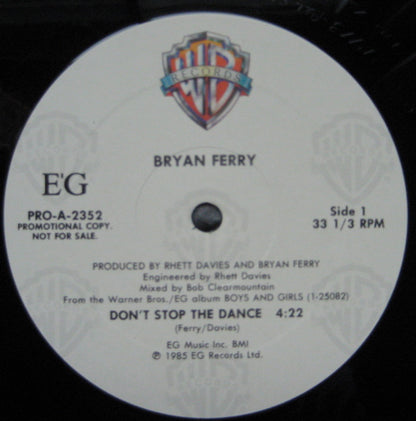 WB
RECORDS
BRYAN FERRY
E'G
PRO-A-2352
PROMOTIONAL COPY.
NOT FOR SALE.
Side 1
33 1/3 RPM
PRODUCED BY RHETT DAVIES AND BRYAN FERRY
Engineered by Rhett Davies
Mixed by Bob Clearmountain
From the Warner Bros./EG album BOYS AND GIRLS (1-25082)
DON'T STOP THE DANCE 4:22
(Ferry/Davies)
EG Music Inc. BMI
℗ 1985 EG Records Ltd.